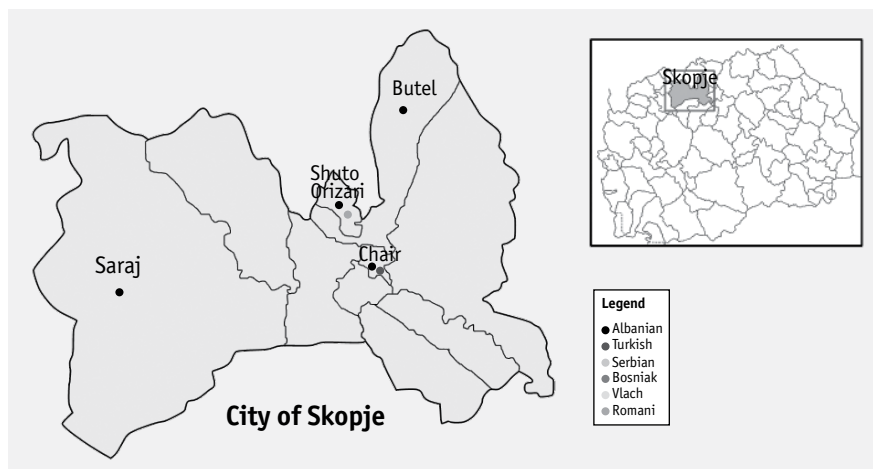 Butel
Shuto
Orizari
Chair
Saraj
City of Skopje
Skopje
Legend
Albanian
Turkish
Serbian
Bosniak
Vlach
Romani